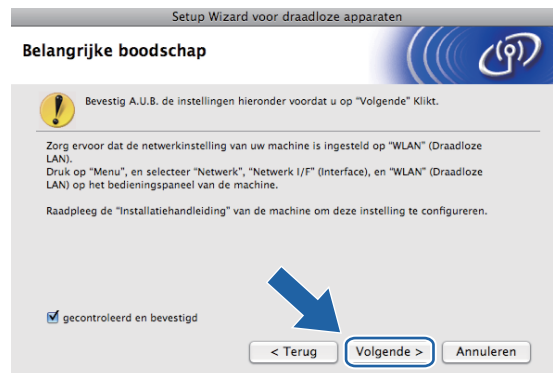 Setup Wizard voor draadloze apparaten
Belangrijke boodschap
Bevestig A.U.B. de instellingen hieronder voordat u op "Volgende" Klikt.
Zorg ervoor dat de netwerkinstelling van uw machine is ingesteld op "WLAN" (Draadloze
LAN).
Druk op "Menu", en selecteer "Netwerk", "Netwerk I/F" (Interface), en "WLAN" (Draadloze
LAN) op het bedieningspaneel van de machine.
Raadpleeg de "Installatiehandleiding" van de machine om deze instelling te configureren.
gecontroleerd en bevestigd
< Terug
Volgende >
Annuleren